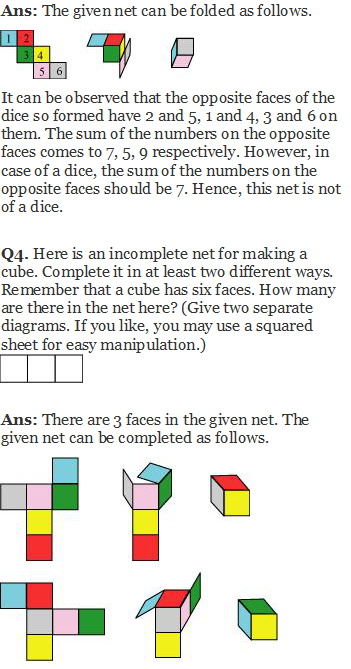 Ans: The given net can be folded as follows.
1 2
3 4
5 6
It can be observed that the opposite faces of the
dice so formed have 2 and 5, 1 and 4, 3 and 6 on
them. The sum of the numbers on the opposite
faces comes to 7, 5, 9 respectively. However, in
case of a dice, the sum of the numbers on the
opposite faces should be 7. Hence, this net is not
of a dice.
Q4. Here is an incomplete net for making a
cube. Complete it in at least two different ways.
Remember that a cube has six faces. How many
are there in the net here? (Give two separate
diagrams. If you like, you may use a squared
sheet for easy manipulation.)
Ans: There are 3 faces in the given net. The
given net can be completed as follows.